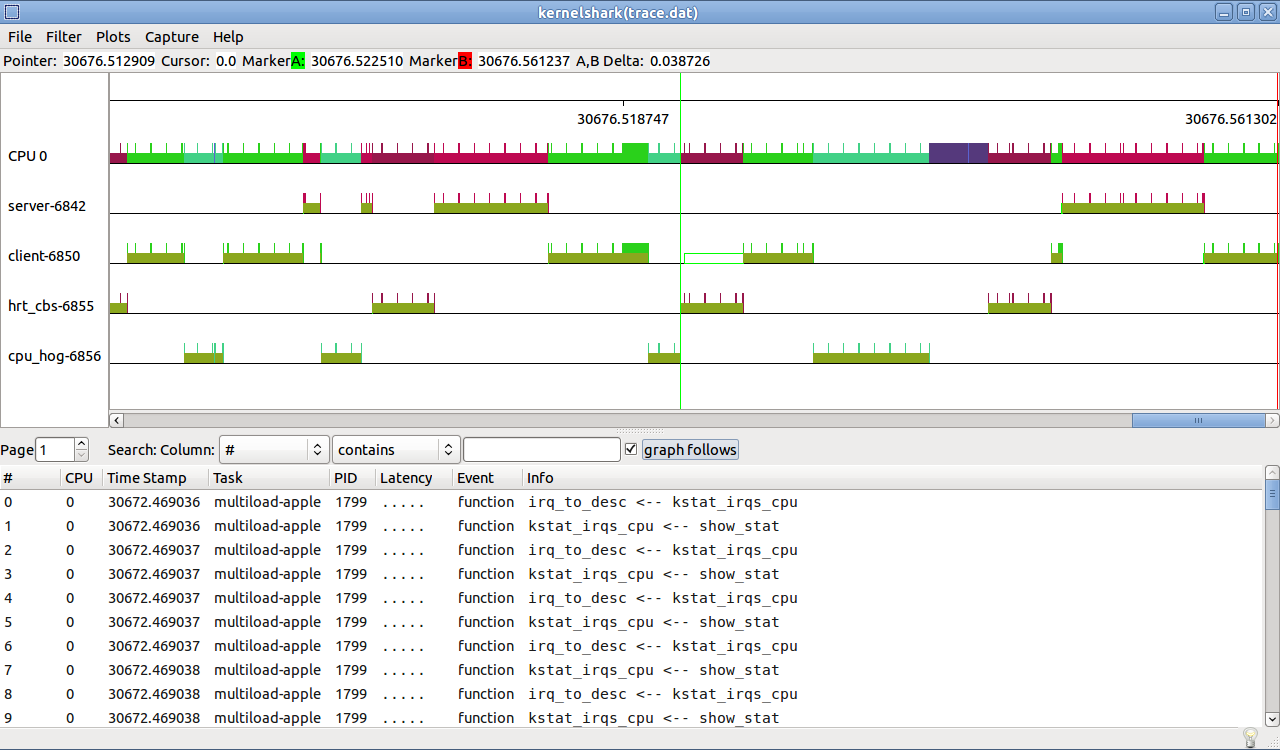 kernelshark(trace.dat)
File Filter Plots Capture Help
Pointer: 30676.512909 Cursor: 0.0 Marker A: 30676.522510 Marker B: 30676.561237 A,B Delta: 0.038726
30676.518747 30676.561302
CPU 0
server-6842
client-6850
hrt_cbs-6855
cpu_hog-6856
Page 1 Search: Column: # contains graph follows
# CPU Time Stamp Task PID Latency Event Info
0 0 30672.469036 multiload-apple 1799 ..... function irq_to_desc <-- kstat_irqs_cpu
1 0 30672.469036 multiload-apple 1799 ..... function kstat_irqs_cpu <-- show_stat
2 0 30672.469037 multiload-apple 1799 ..... function irq_to_desc <-- kstat_irqs_cpu
3 0 30672.469037 multiload-apple 1799 ..... function kstat_irqs_cpu <-- show_stat
4 0 30672.469037 multiload-apple 1799 ..... function irq_to_desc <-- kstat_irqs_cpu
5 0 30672.469037 multiload-apple 1799 ..... function kstat_irqs_cpu <-- show_stat
6 0 30672.469037 multiload-apple 1799 ..... function irq_to_desc <-- kstat_irqs_cpu
7 0 30672.469038 multiload-apple 1799 ..... function kstat_irqs_cpu <-- show_stat
8 0 30672.469038 multiload-apple 1799 ..... function irq_to_desc <-- kstat_irqs_cpu
9 0 30672.469038 multiload-apple 1799 ..... function kstat_irqs_cpu <-- show_stat